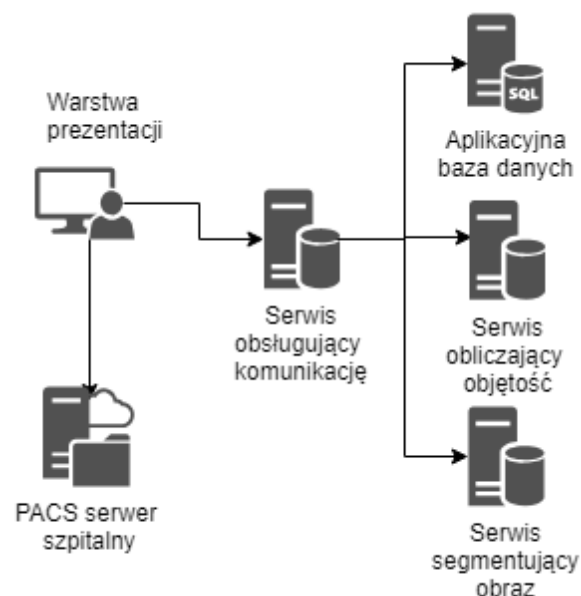 Warstwa
prezentacji
SQL
Aplikacyjna
baza danych
Serwis
obsługujący
komunikację
Serwis
obliczający
objętość
PACS serwer
szpitalny
Serwis
segmentujący
obraz